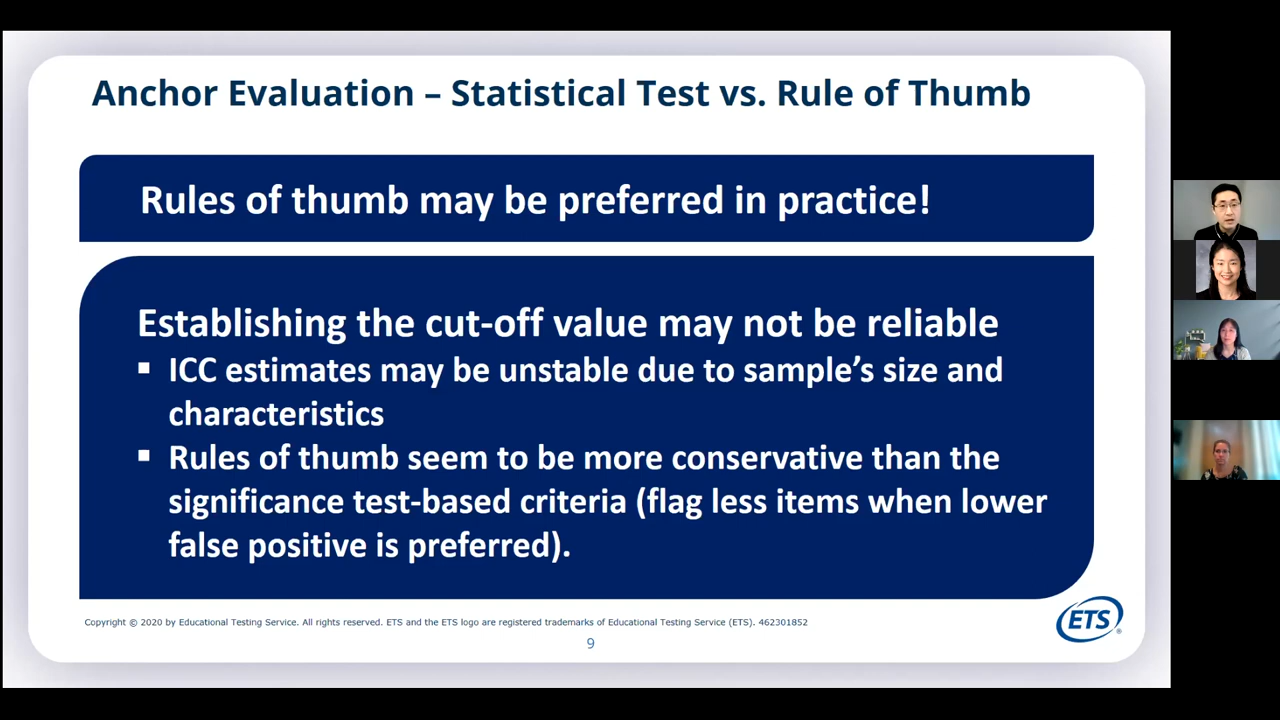 Anchor Evaluation – Statistical Test vs. Rule of Thumb
Rules of thumb may be preferred in practice!
Establishing the cut-off value may not be reliable
▪ ICC estimates may be unstable due to sample’s size and
characteristics
▪ Rules of thumb seem to be more conservative than the
significance test-based criteria (flag less items when lower
false positive is preferred).
Copyright © 2020 by Educational Testing Service. All rights reserved. ETS and the ETS logo are registered trademarks of Educational Testing Service (ETS). 462301852
ETS®
9